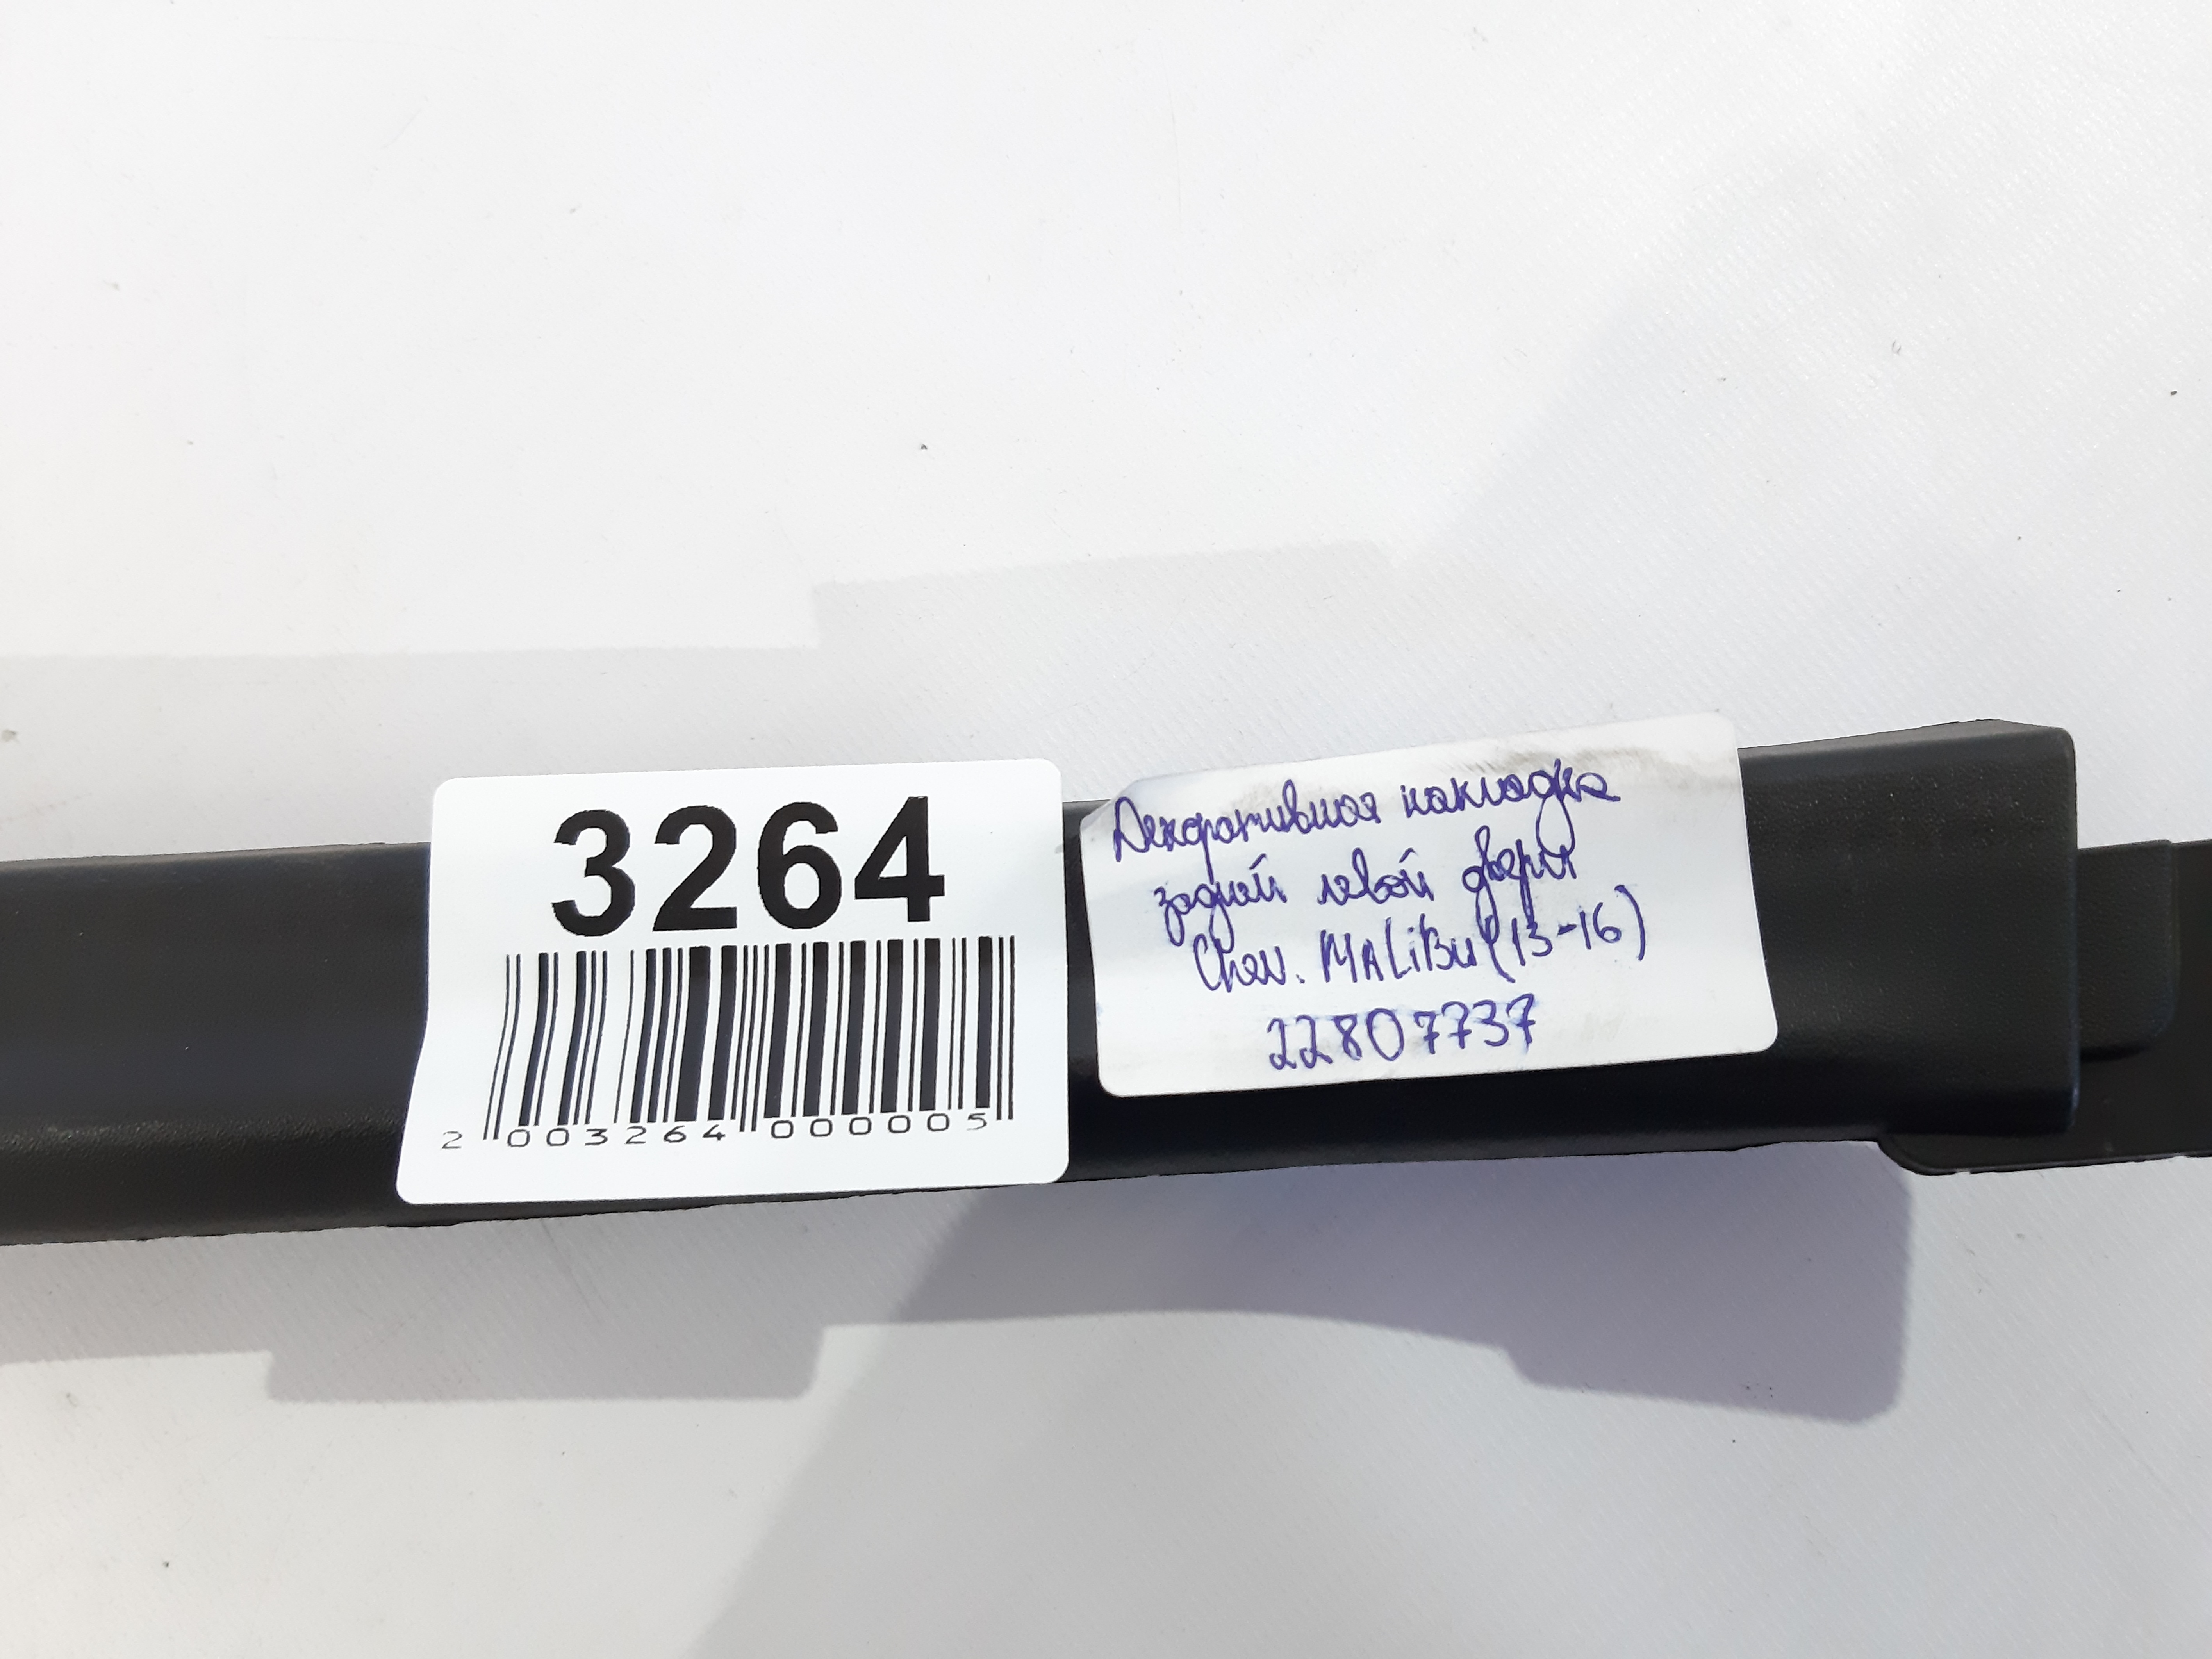 3264
2 003264 000005
Декоративная накладка
задней левой двери
Chev. MALiBu (13-16)
22807737